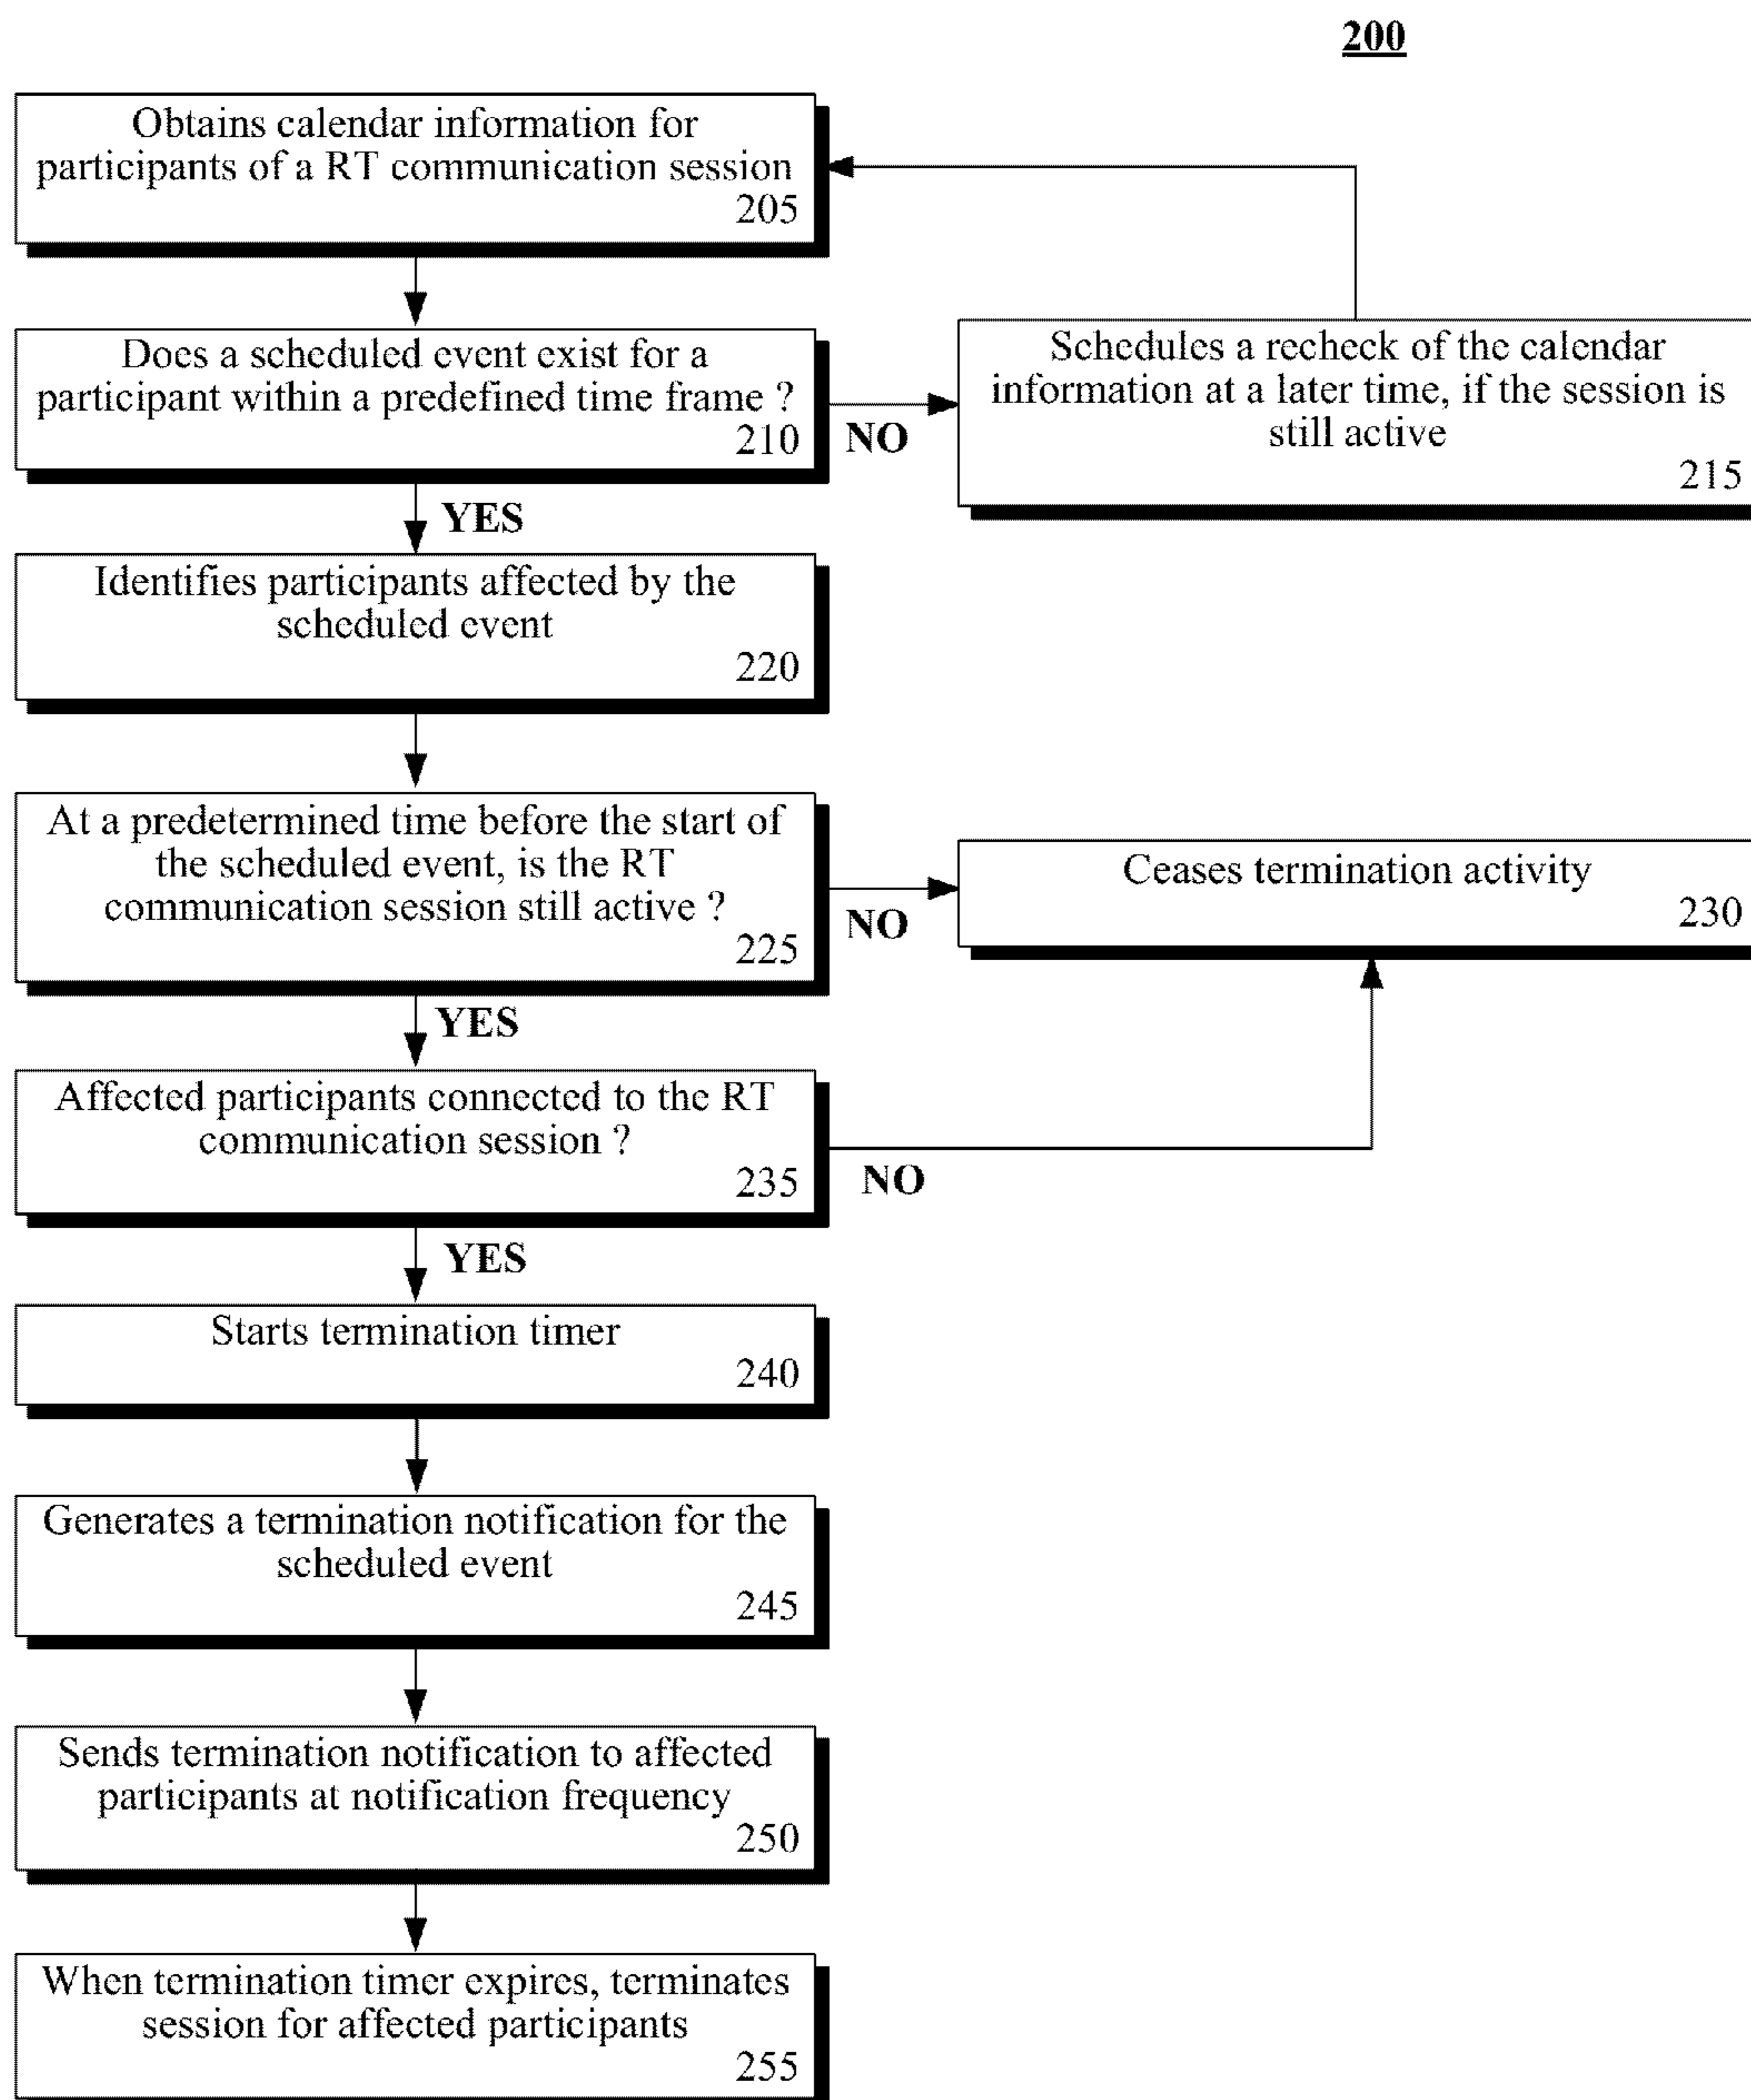 200
Obtains calendar information for
participants of a RT communication session
205
Does a scheduled event exist for a
participant within a predefined time frame ?
210
NO
Schedules a recheck of the calendar
information at a later time, if the session is
still active
215
YES
Identifies participants affected by the
scheduled event
220
At a predetermined time before the start of
the scheduled event, is the RT
communication session still active ?
225
NO
Ceases termination activity
230
YES
Affected participants connected to the RT
communication session ?
235
NO
YES
Starts termination timer
240
Generates a termination notification for the
scheduled event
245
Sends termination notification to affected
participants at notification frequency
250
When termination timer expires, terminates
session for affected participants
255